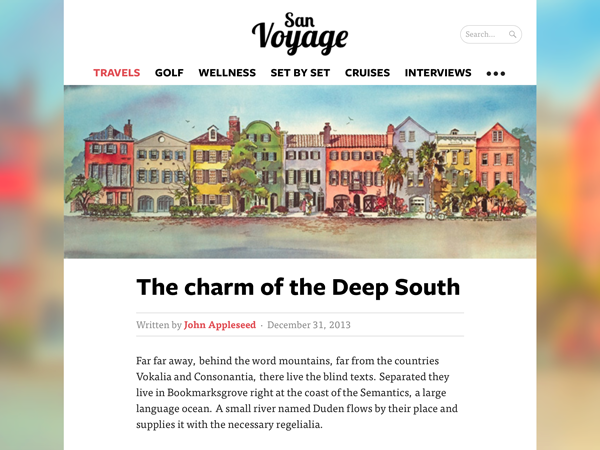 San
Voyage
Search...
TRAVELS GOLF WELLNESS SET BY SET CRUISES INTERVIEWS •••
The charm of the Deep South
Written by John Appleseed · December 31, 2013
Far far away, behind the word mountains, far from the countries
Vokalia and Consonantia, there live the blind texts. Separated they
live in Bookmarksgrove right at the coast of the Semantics, a large
language ocean. A small river named Duden flows by their place and
supplies it with the necessary regelialia.